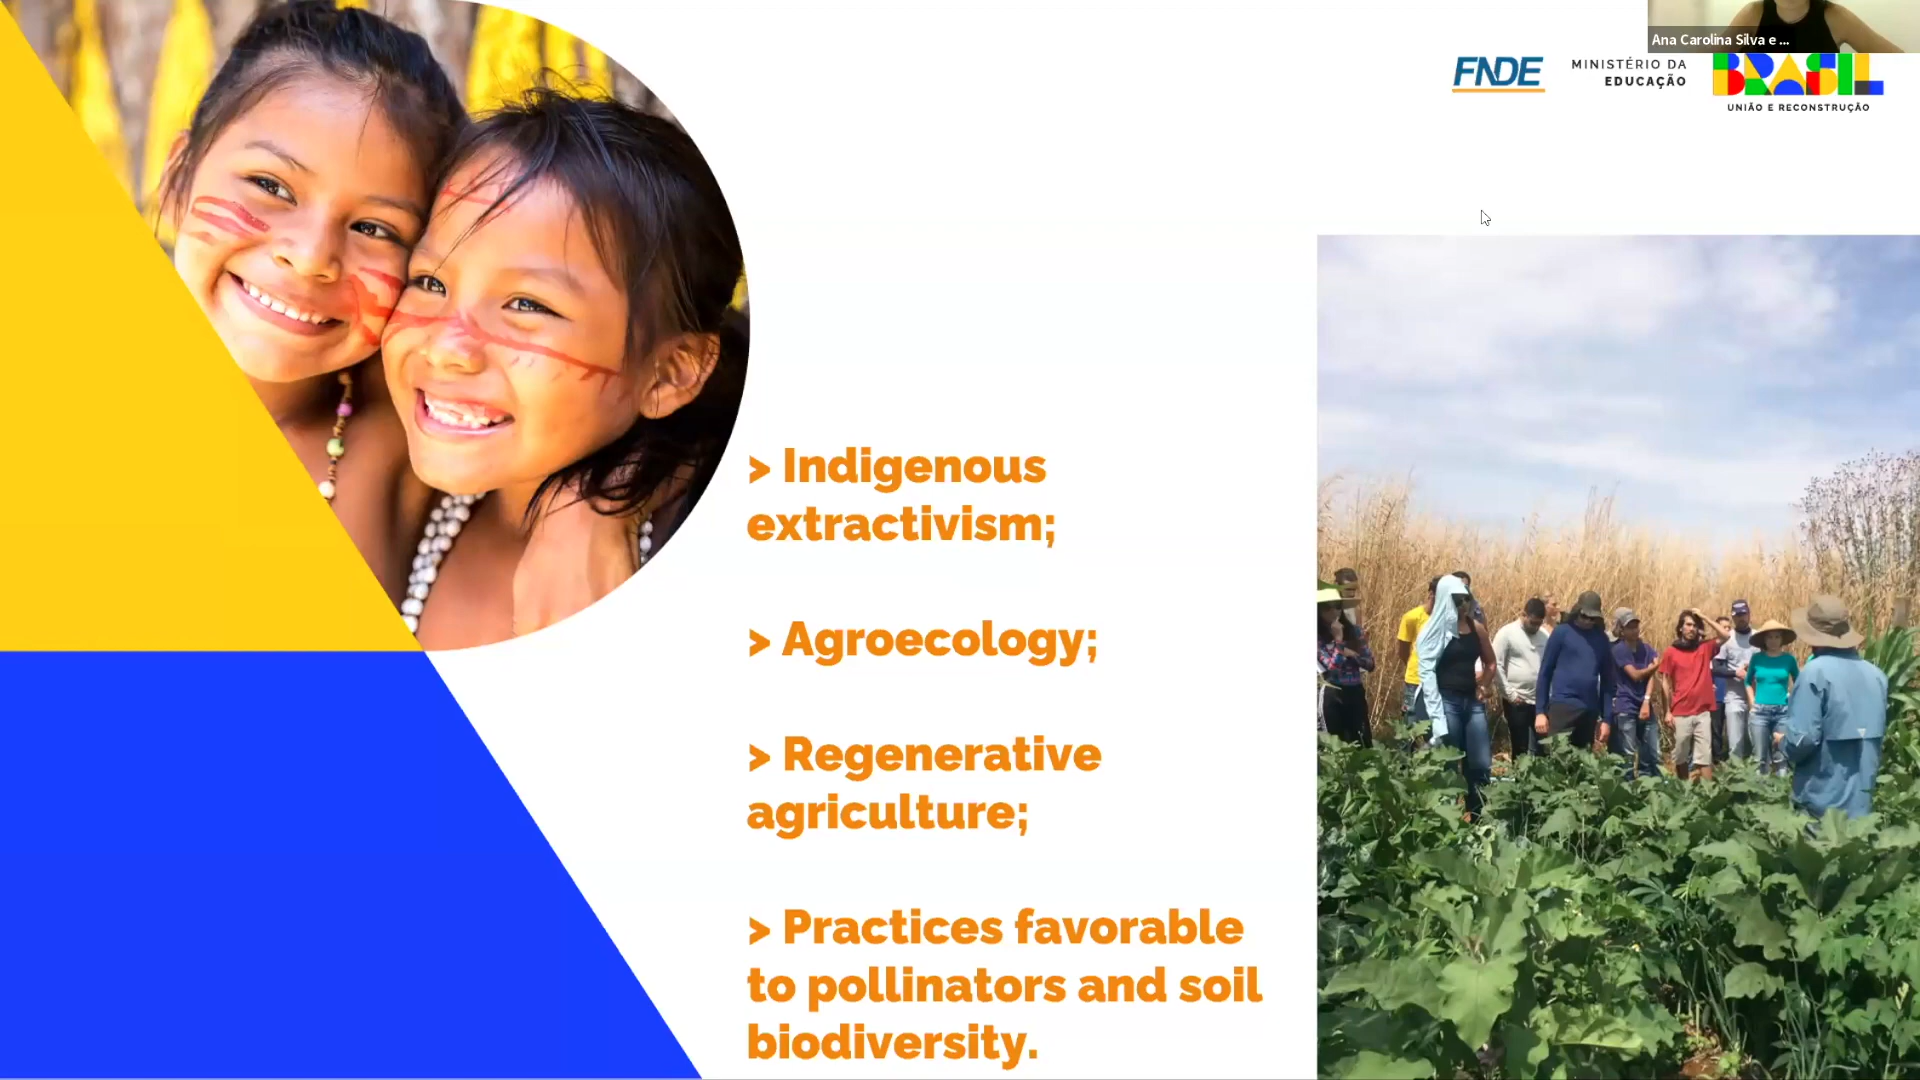 Ana Carolina Silva e ...
FNDE
MINISTÉRIO DA
EDUCAÇÃO
BRASIL
UNIÃO E RECONSTRUÇÃO
> Indigenous
extractivism;
> Agroecology;
> Regenerative
agriculture;
> Practices favorable
to pollinators and soil
biodiversity.